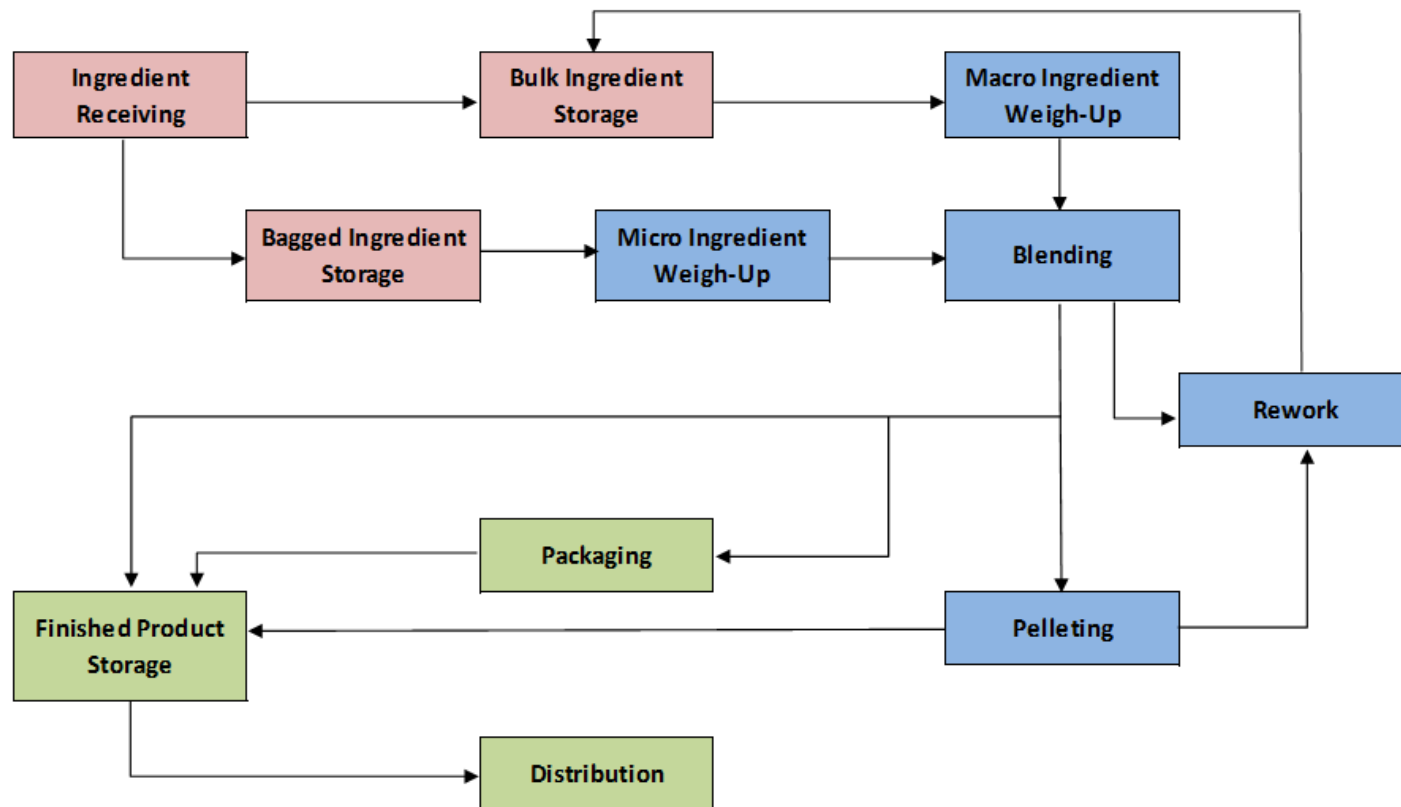 Ingredient
Receiving
Bulk Ingredient
Storage
Macro Ingredient
Weigh-Up
Bagged Ingredient
Storage
Micro Ingredient
Weigh-Up
Blending
Rework
Packaging
Finished Product
Storage
Pelleting
Distribution